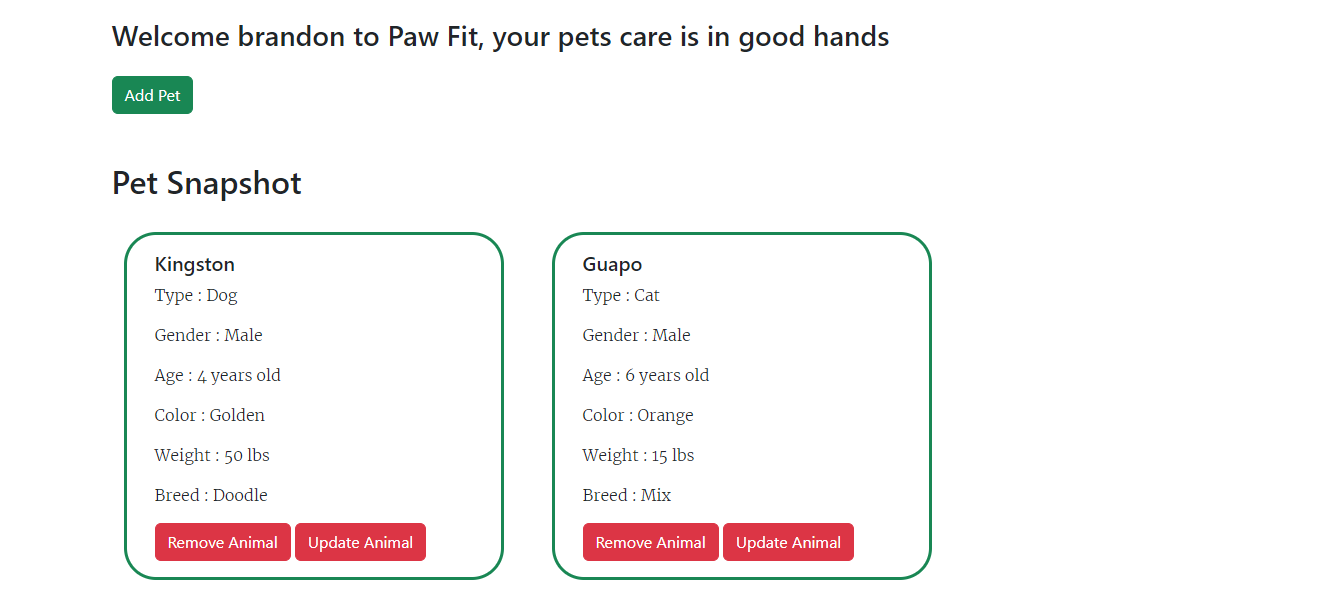 Welcome brandon to Paw Fit, your pets care is in good hands
Add Pet
Pet Snapshot
Kingston
Type : Dog
Gender : Male
Age : 4 years old
Color : Golden
Weight : 50 lbs
Breed : Doodle
Remove Animal Update Animal
Guapo
Type : Cat
Gender : Male
Age : 6 years old
Color : Orange
Weight : 15 lbs
Breed : Mix
Remove Animal Update Animal